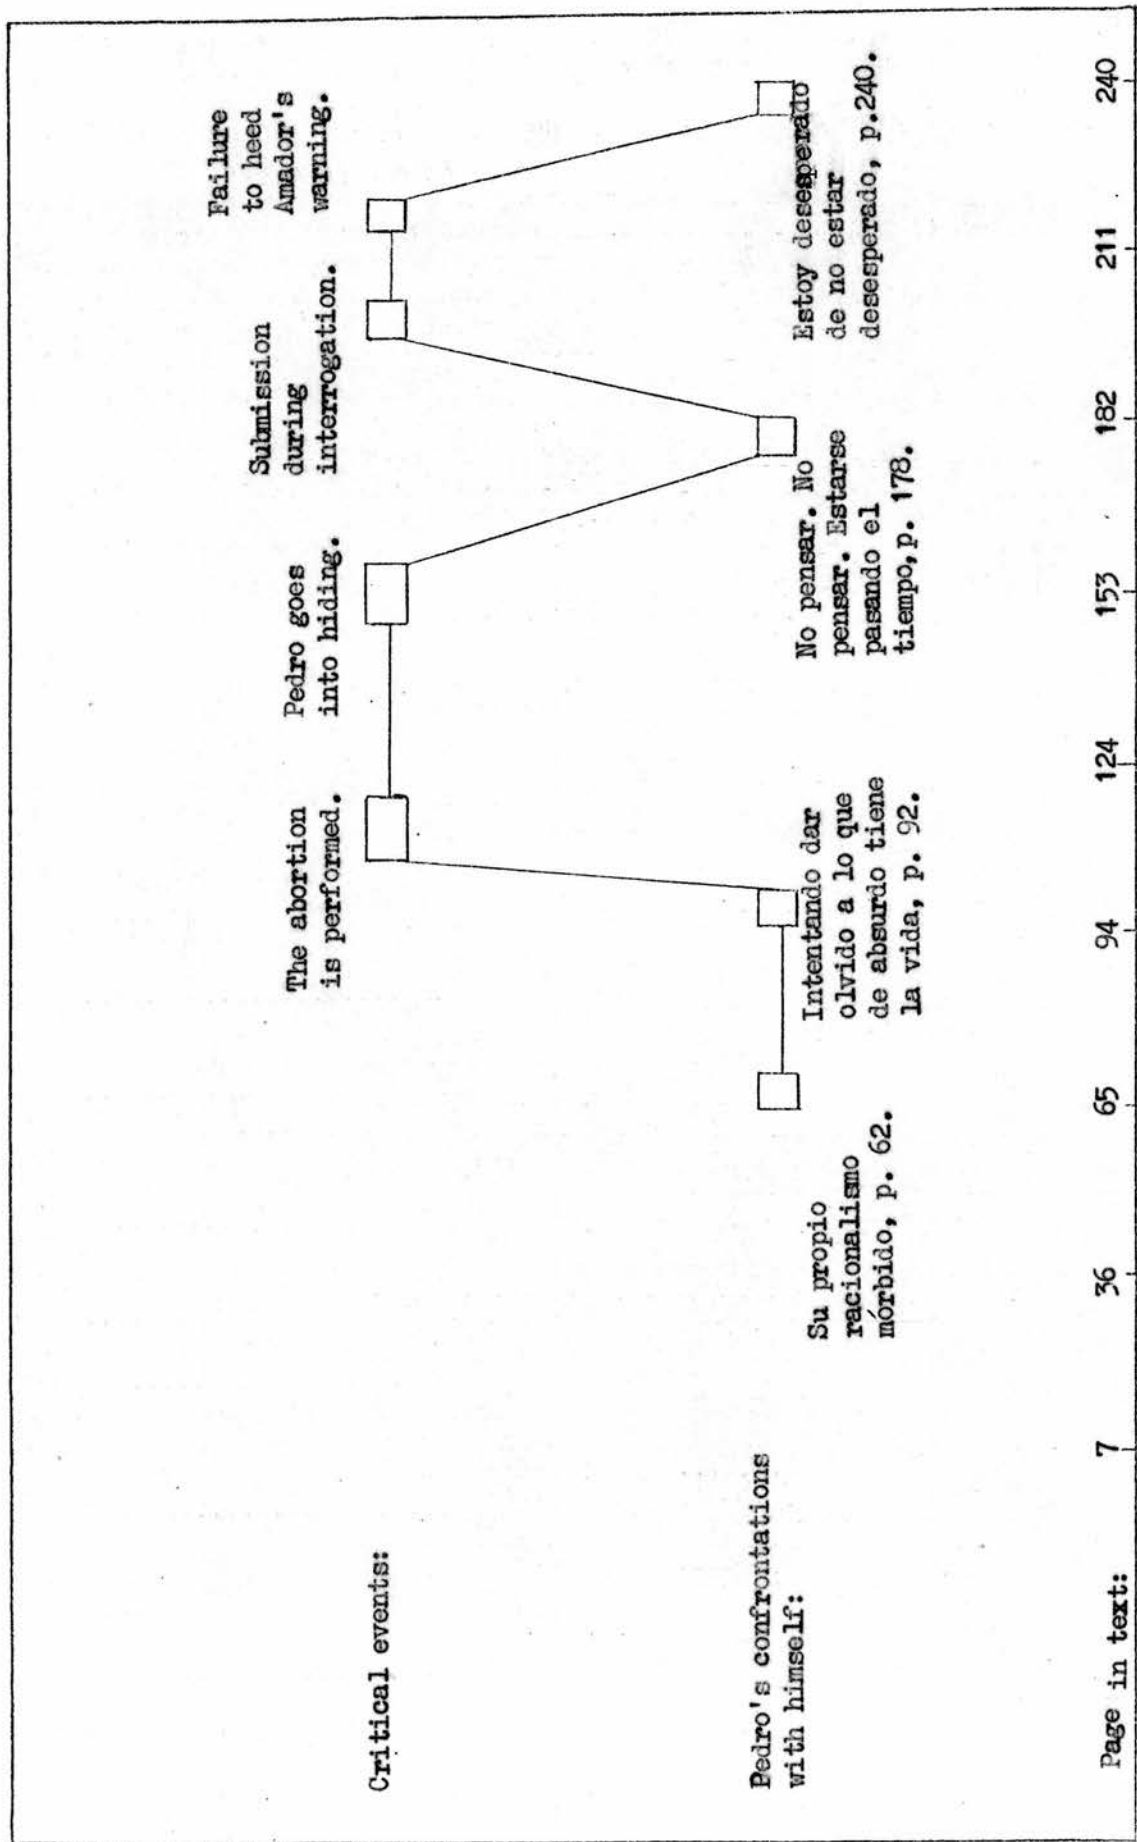 Critical events:
The abortion
is performed.
Pedro goes
into hiding.
Submission
during
interrogation.
Failure
to heed
Amador's
warning.
Pedro's confrontations
with himself:
Su propio
racionalismo
mórbido, p. 62.
Intentando dar
olvido a lo que
de absurdo tiene
la vida, p. 92.
No pensar. No
pensar. Estarse
pasando el
tiempo, p. 178.
Estoy desesperado
de no estar
desesperado, p.240.
Page in text: 7 36 65 94 124 153 182 211 240